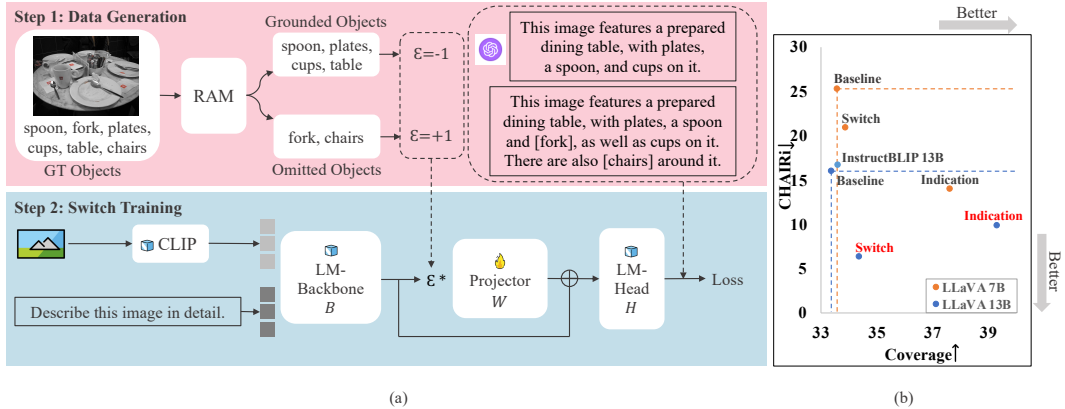 Step 1: Data Generation
spoon, fork, plates,
cups, table, chairs
GT Objects
RAM
Grounded Objects
spoon, plates,
cups, table
fork, chairs
Omitted Objects
Ɛ=-1
Ɛ=+1
This image features a prepared
dining table, with plates,
a spoon, and cups on it.
This image features a prepared
dining table, with plates, a spoon
and [fork], as well as cups on it.
There are also [chairs] around it.
Step 2: Switch Training
CLIP
Describe this image in detail.
LM-
Backbone
B
Ɛ *
Projector
W
LM-
Head
H
Loss
(a)
Better
30
25
20
15
10
5
0
CHAIRi↓
Baseline
Switch
InstructBLIP 13B
Baseline
Indication
Indication
Switch
LLaVA 7B
LLaVA 13B
33
35
37
39
Coverage↑
Better
(b)